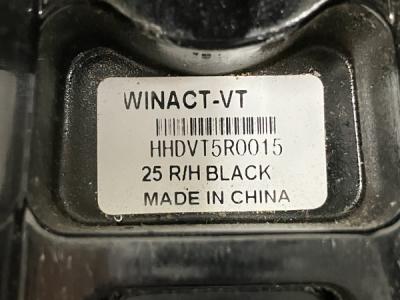 WINACT-VT
HHDVT5R0015
25 R/H BLACK
MADE IN CHINA